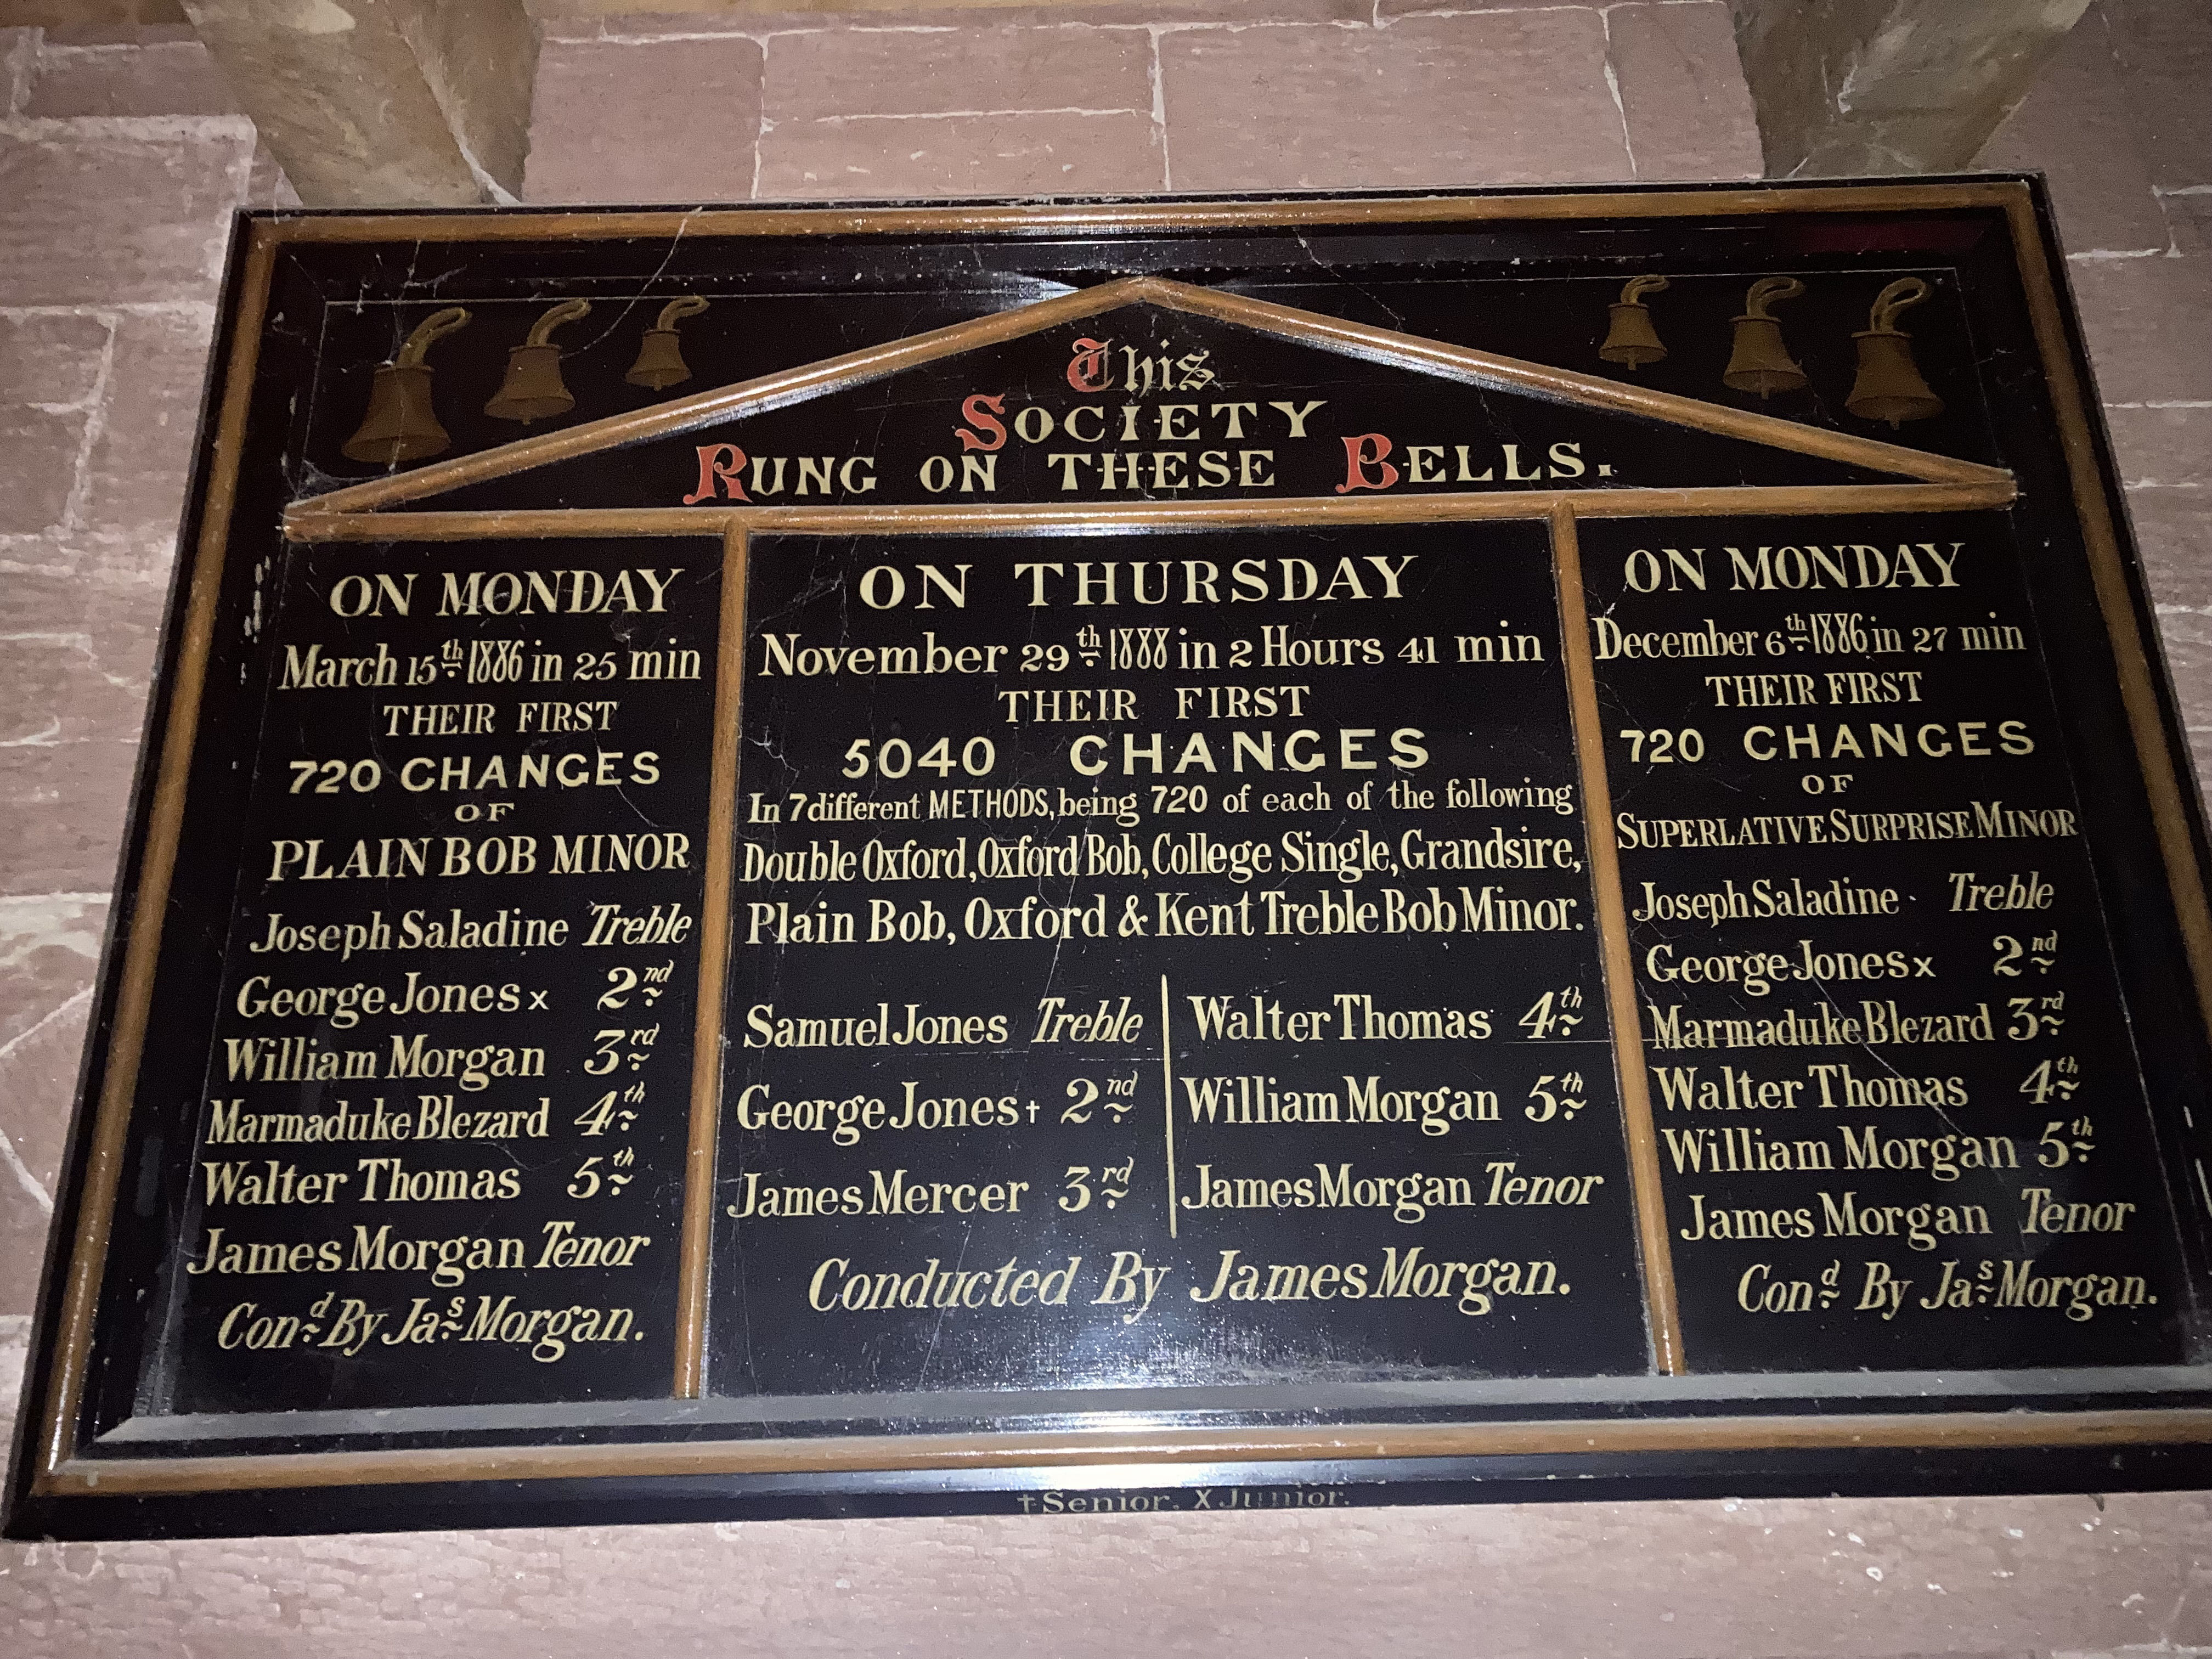 This
SOCIETY
RUNG ON THESE BELLS.
ON MONDAY
March 15th 1886 in 25 min
THEIR FIRST
720 CHANGES
OF
PLAIN BOB MINOR
Joseph Saladine Treble
George Jones x 2nd
William Morgan 3rd
Marmaduke Blezard 4th
Walter Thomas 5th
James Morgan Tenor
Cond By Jas Morgan.
ON THURSDAY
November 29th 1888 in 2 Hours 41 min
THEIR FIRST
5040 CHANGES
In 7 different METHODS, being 720 of each of the following
Double Oxford, Oxford Bob, College Single, Grandsire,
Plain Bob, Oxford & Kent Treble Bob Minor.
Samuel Jones Treble
George Jones † 2nd
James Mercer 3rd
Walter Thomas 4th
William Morgan 5th
James Morgan Tenor
Conducted By James Morgan.
ON MONDAY
December 6th 1886 in 27 min
THEIR FIRST
720 CHANGES
OF
SUPERLATIVE SURPRISE MINOR
Joseph Saladine Treble
George Jones x 2nd
Marmaduke Blezard 3rd
Walter Thomas 4th
William Morgan 5th
James Morgan Tenor
Cond By Jas Morgan.
† Senior. X Junior.